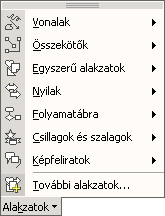 Vonalak
Összekötők
Egyszerű alakzatok
Nyilak
Folyamatábra
Csillagok és szalagok
Képfeliratok
További alakzatok...
Alakzatok